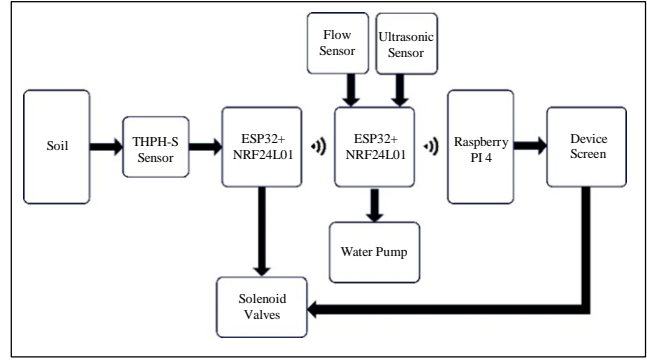 Flow
Sensor
Ultrasonic
Sensor
Soil
THPH-S
Sensor
ESP32+
NRF24L01
ESP32+
NRF24L01
Raspberry
PI 4
Device
Screen
Water Pump
Solenoid
Valves